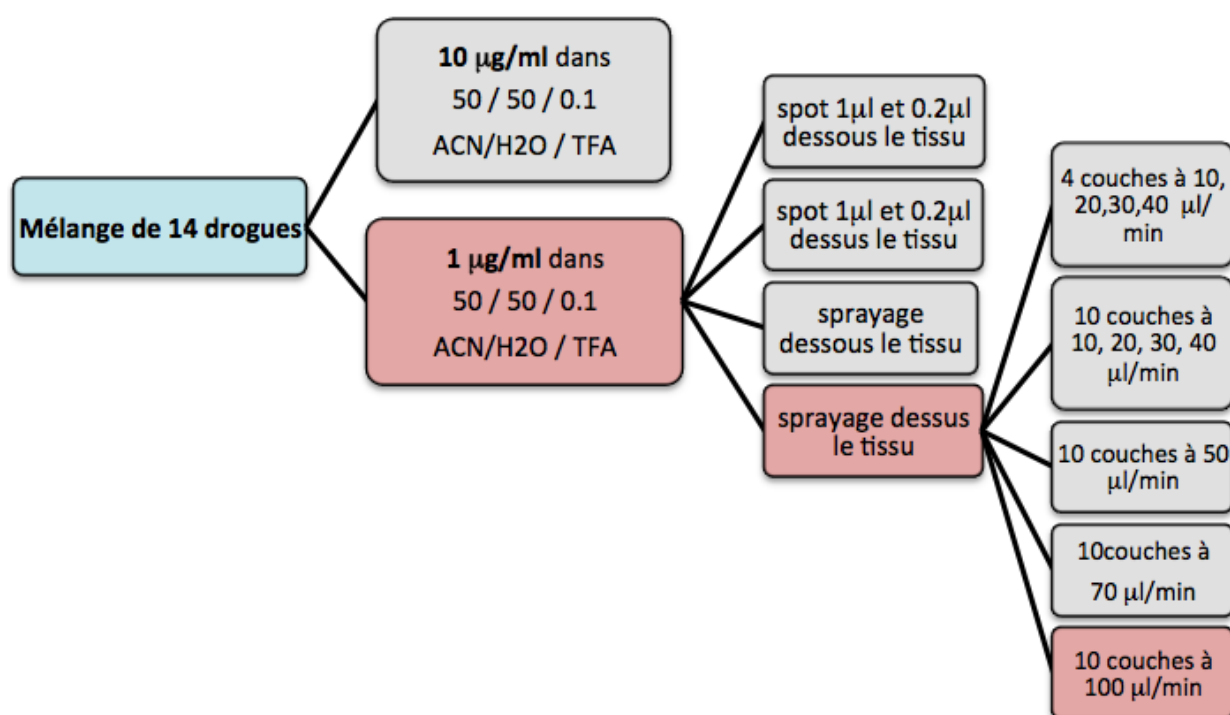 Mélange de 14 drogues
10 μg/ml dans
50 / 50 / 0.1
ACN/H2O / TFA
1 μg/ml dans
50 / 50 / 0.1
ACN/H2O / TFA
spot 1μl et 0.2μl
dessous le tissu
spot 1μl et 0.2μl
dessus le tissu
sprayage
dessous le tissu
sprayage dessus
le tissu
4 couches à 10,
20,30,40 μl/
min
10 couches à
10, 20, 30, 40
μl/min
10 couches à 50
μl/min
10couches à
70 μl/min
10 couches à
100 μl/min